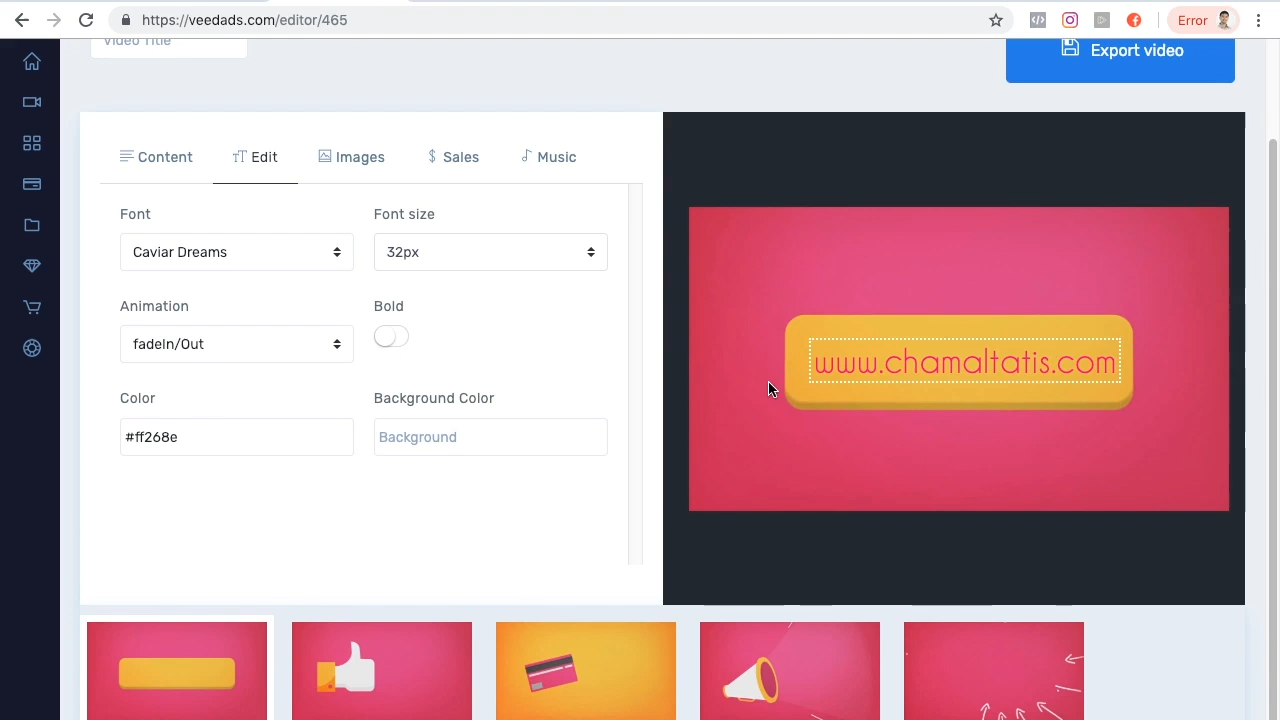 https://veedads.com/editor/465
Error
Video Title
Export video
Content
Edit
Images
Sales
Music
Font
Font size
Caviar Dreams
32px
Animation
Bold
fadeIn/Out
Color
Background Color
#ff268e
Background
www.chamaltatis.com